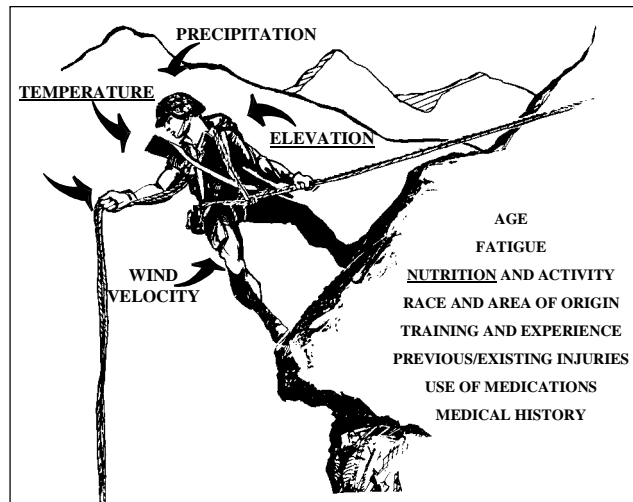 PRECIPITATION
TEMPERATURE
ELEVATION
WIND
VELOCITY
AGE
FATIGUE
NUTRITION AND ACTIVITY
RACE AND AREA OF ORIGIN
TRAINING AND EXPERIENCE
PREVIOUS/EXISTING INJURIES
USE OF MEDICATIONS
MEDICAL HISTORY